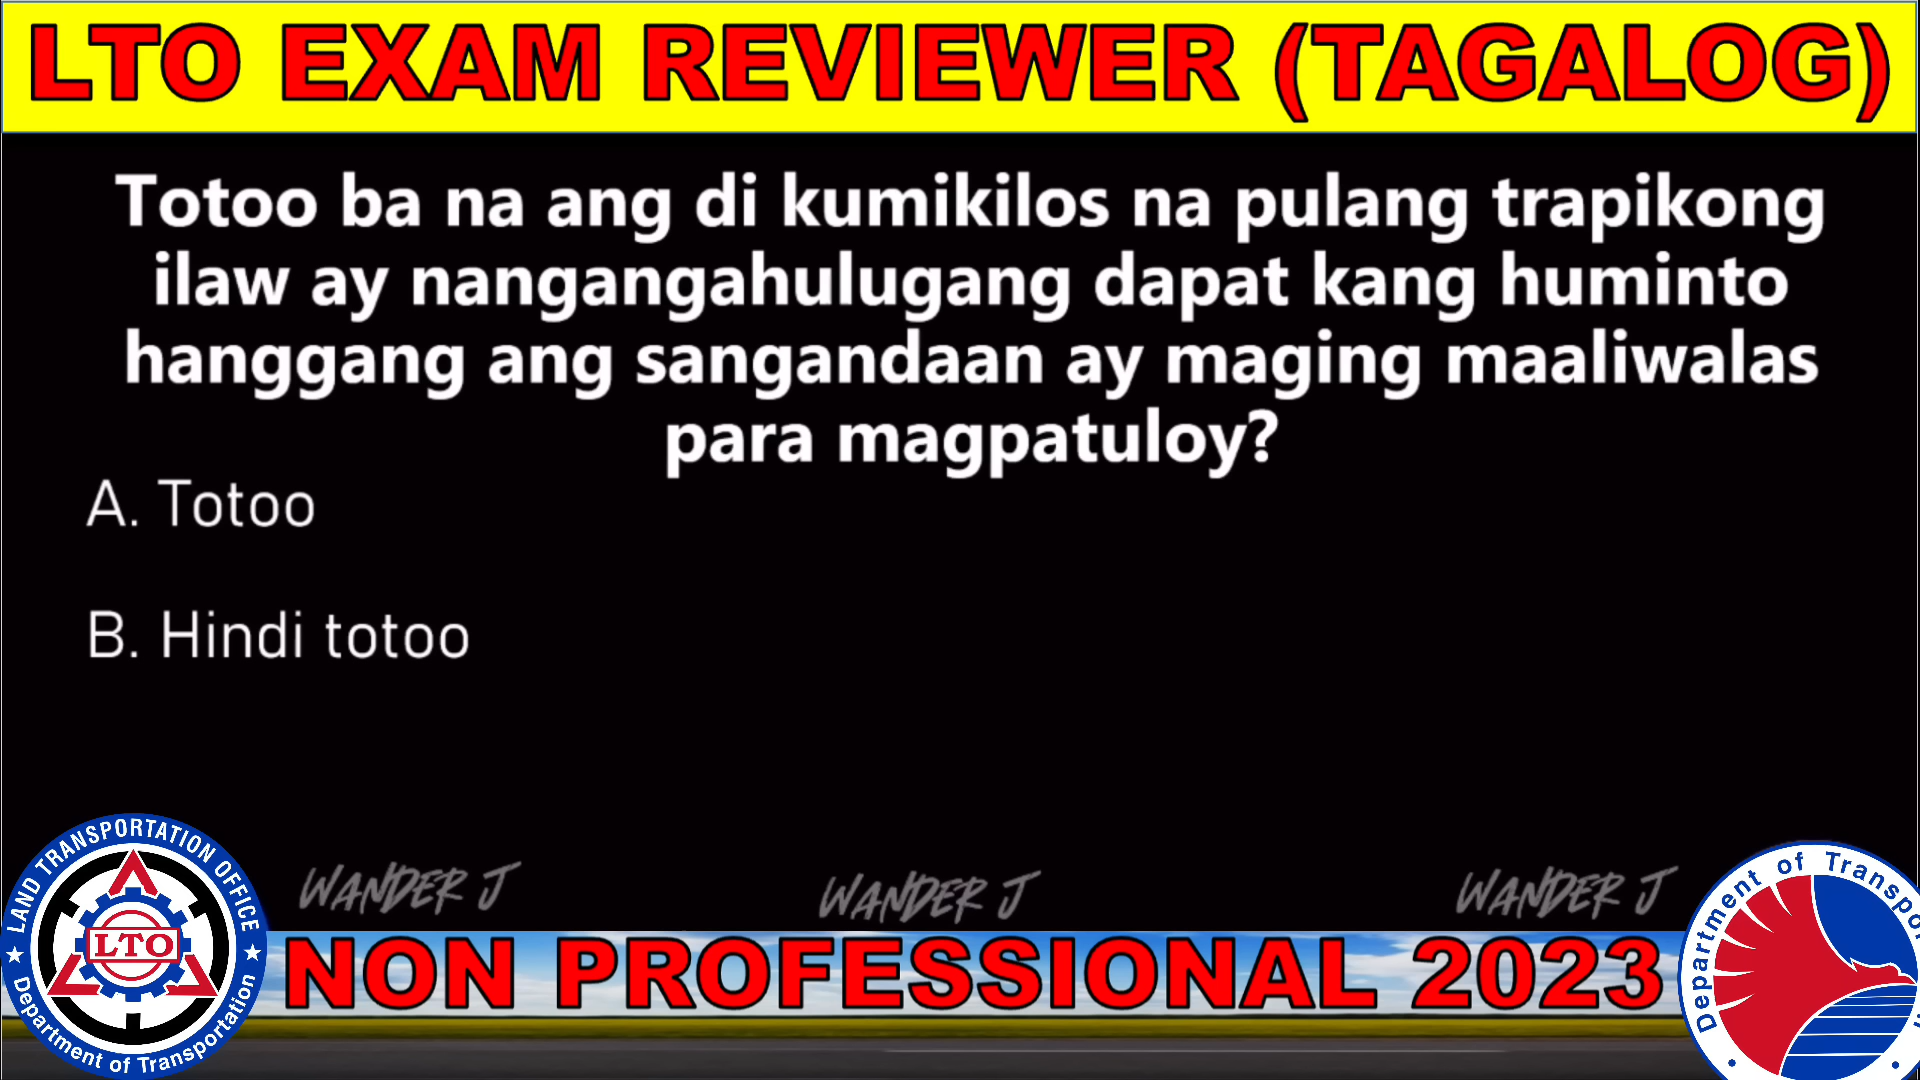 LTO EXAM REVIEWER (TAGALOG)
Totoo ba na ang di kumikilos na pulang trapikong
ilaw ay nangangahulugang dapat kang huminto
hanggang ang sangandaan ay maging maaliwalas
para magpatuloy?
A. Totoo
B. Hindi totoo
WANDER J
WANDER J
WANDER J
LAND TRANSPORTATION OFFICE
LTO
Department of Transportation
NON PROFESSIONAL 2023
Department of Transpo